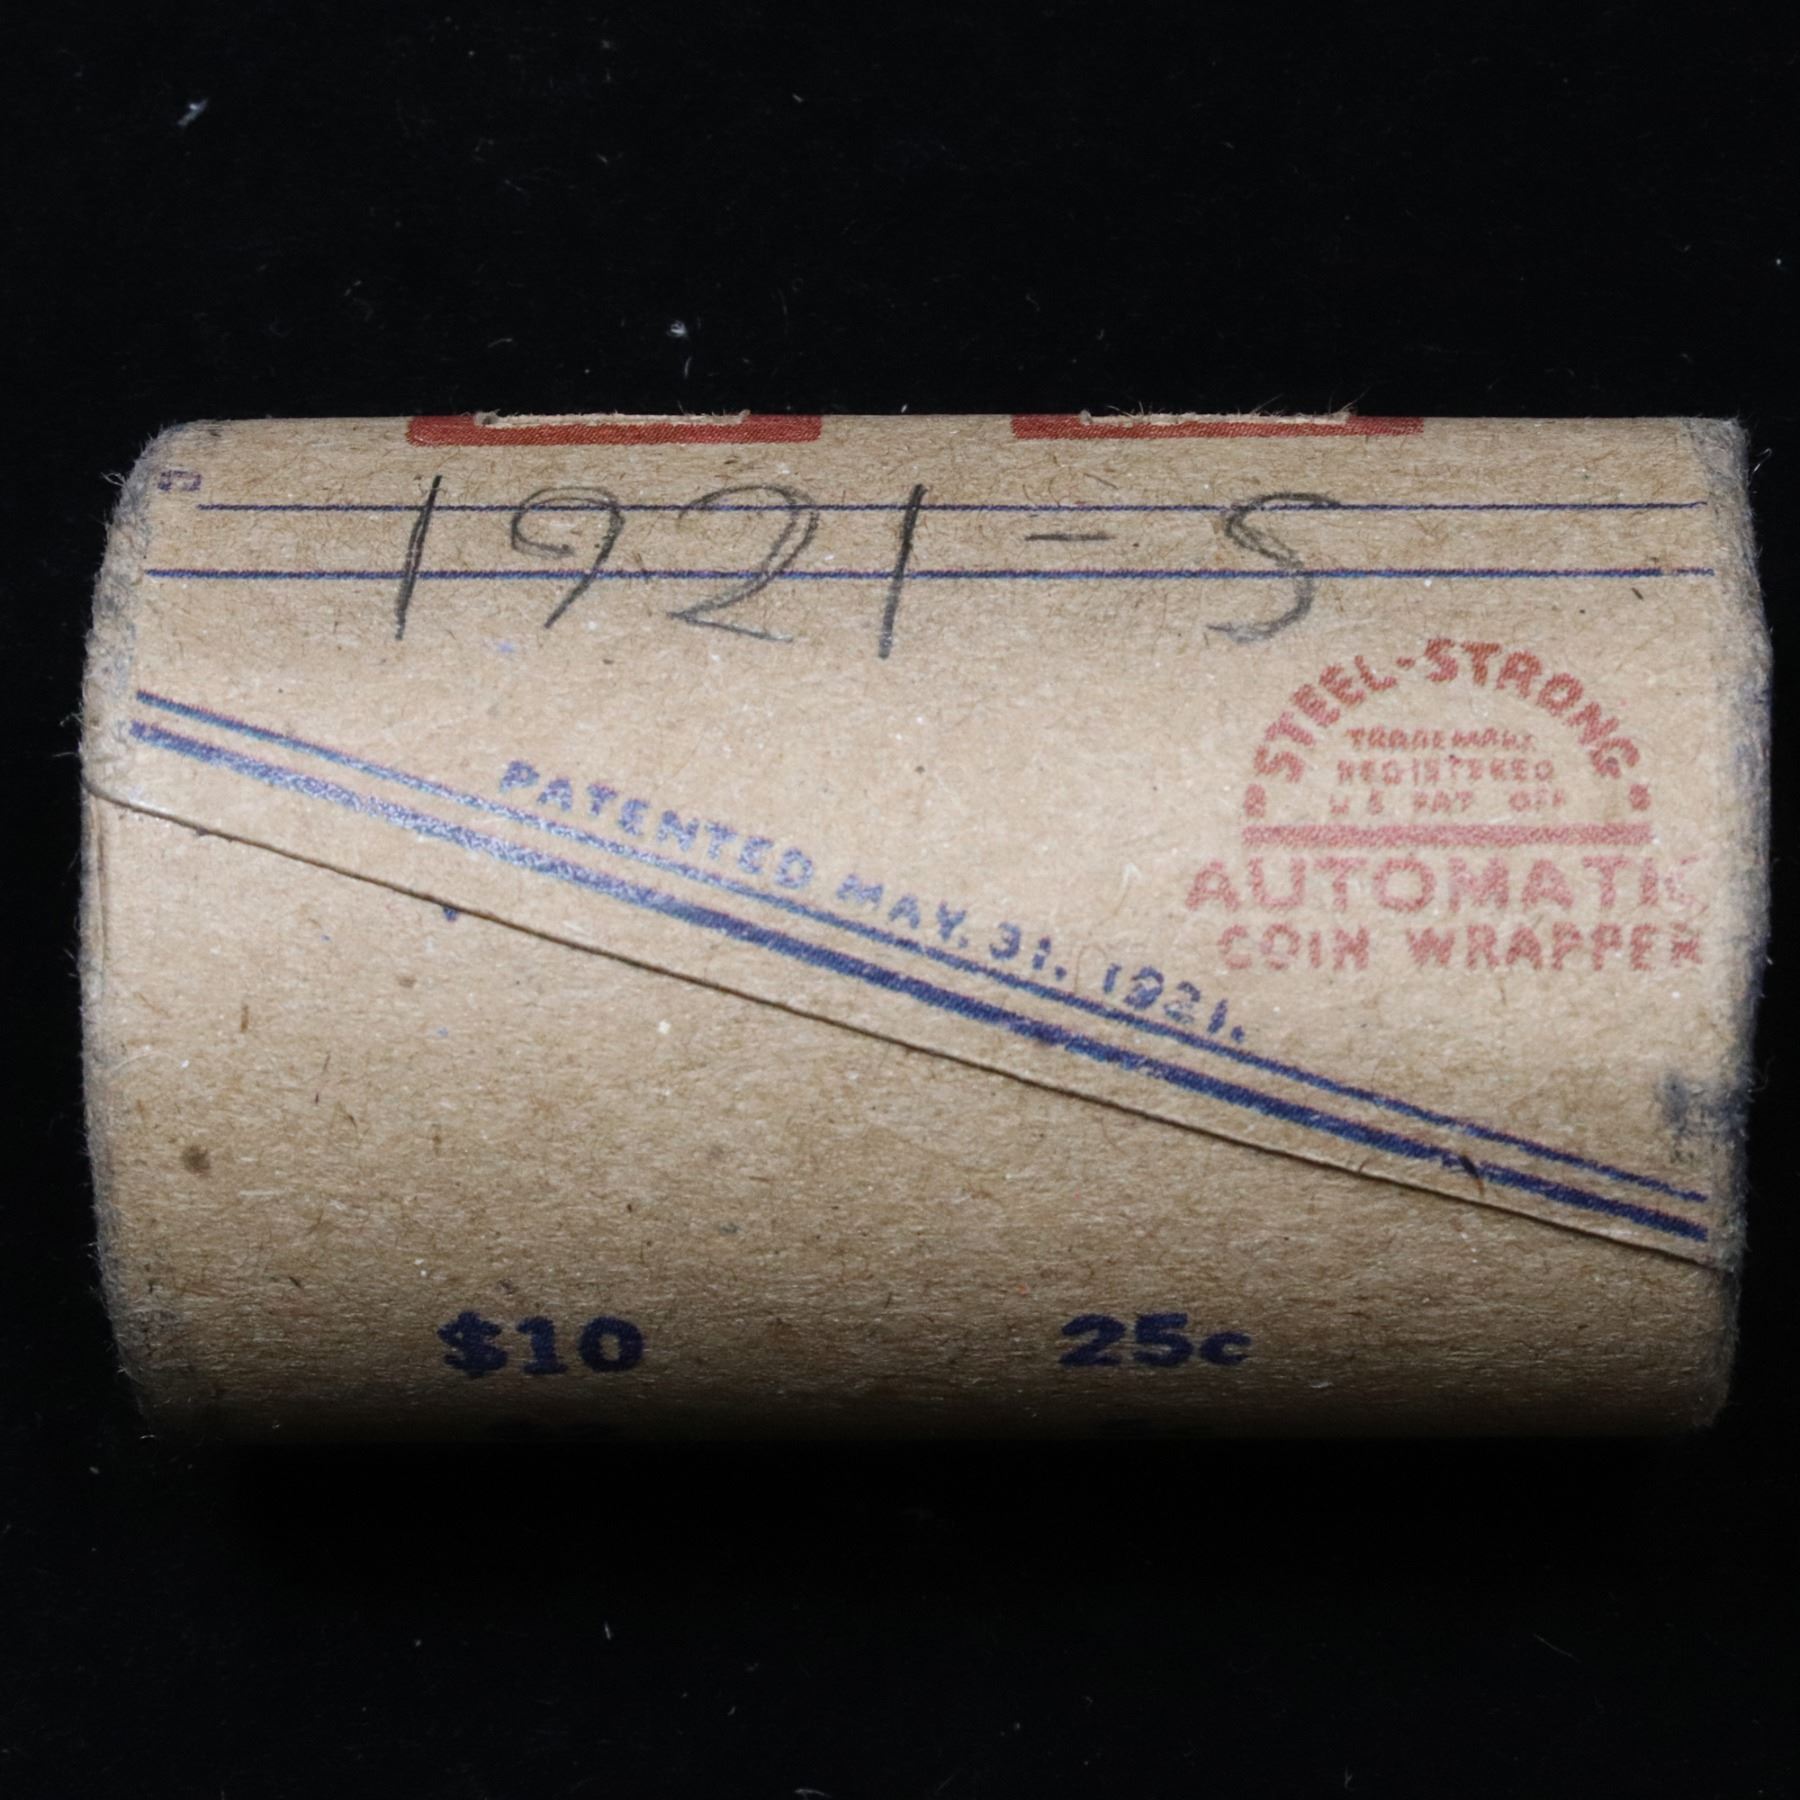 1921-S
STEEL-STRONG
TRADEMARK
REGISTERED
U S PAT OFF
AUTOMATIC
COIN WRAPPER
PATENTED MAY. 31. 1921.
$10 25c